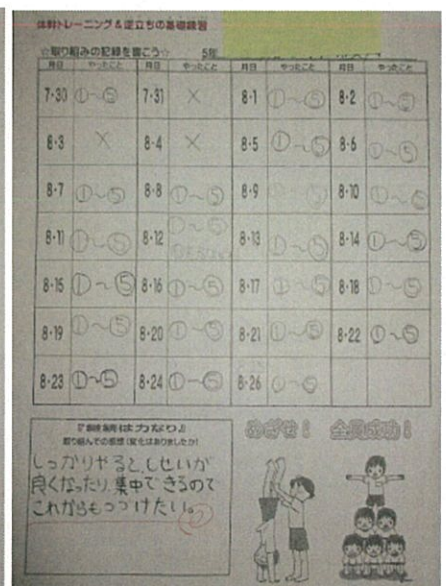 体幹トレーニング＆逆立ちの基礎練習
☆取り組みの記録を書こう☆ 5年
月日 やったこと 月日 やったこと 月日 やったこと 月日 やったこと
7・30 ①～⑤ 7・31 × 8・1 ①～⑤ 8・2 ①～⑤
8・3 × 8・4 × 8・5 ①～⑤ 8・6 ①～⑤
8・7 ①～⑤ 8・8 ①～⑤ 8・9 ①～⑤ 8・10 ①～⑤
8・11 ①～⑤ 8・12 ①～⑤ 8・13 ①～⑤ 8・14 ①～⑤
8・15 ①～⑤ 8・16 ①～⑤ 8・17 ①～⑤ 8・18 ①～⑤
8・19 ①～⑤ 8・20 ①～⑤ 8・21 ①～⑤ 8・22 ①～⑤
8・23 ①～⑤ 8・24 ①～⑤ 8・26 ①～⑤
『継続は力なり』
取り組んでの感想(変化はありましたか)
しっかりやると、しせいが
良くなったり、集中できるので
これからもつづけたい。
めざせ！ 全員成功！